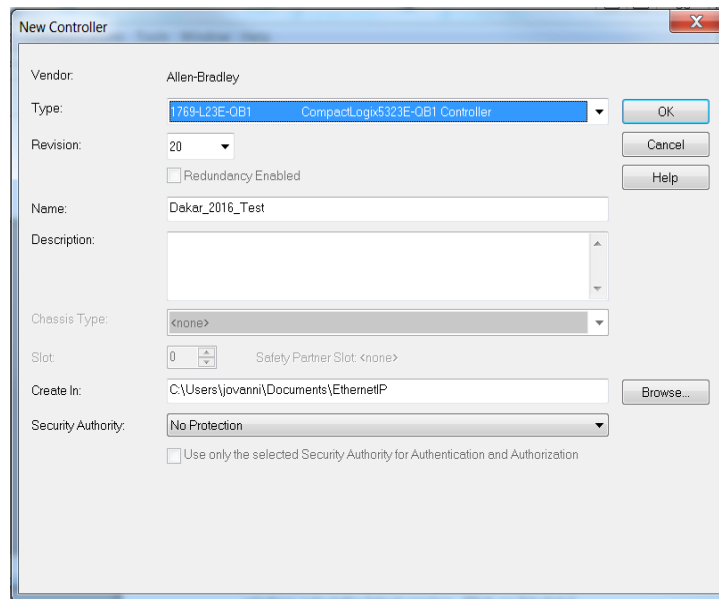 New Controller
Vendor: Allen-Bradley
Type: 1769-L23E-QB1 CompactLogix5323E-QB1 Controller OK
Revision: 20 Cancel
Redundancy Enabled Help
Name: Dakar_2016_Test
Description:
Chassis Type: <none>
Slot: 0 Safety Partner Slot: <none>
Create In: C:\Users\jovanni\Documents\EthernetIP Browse...
Security Authority: No Protection
Use only the selected Security Authority for Authentication and Authorization